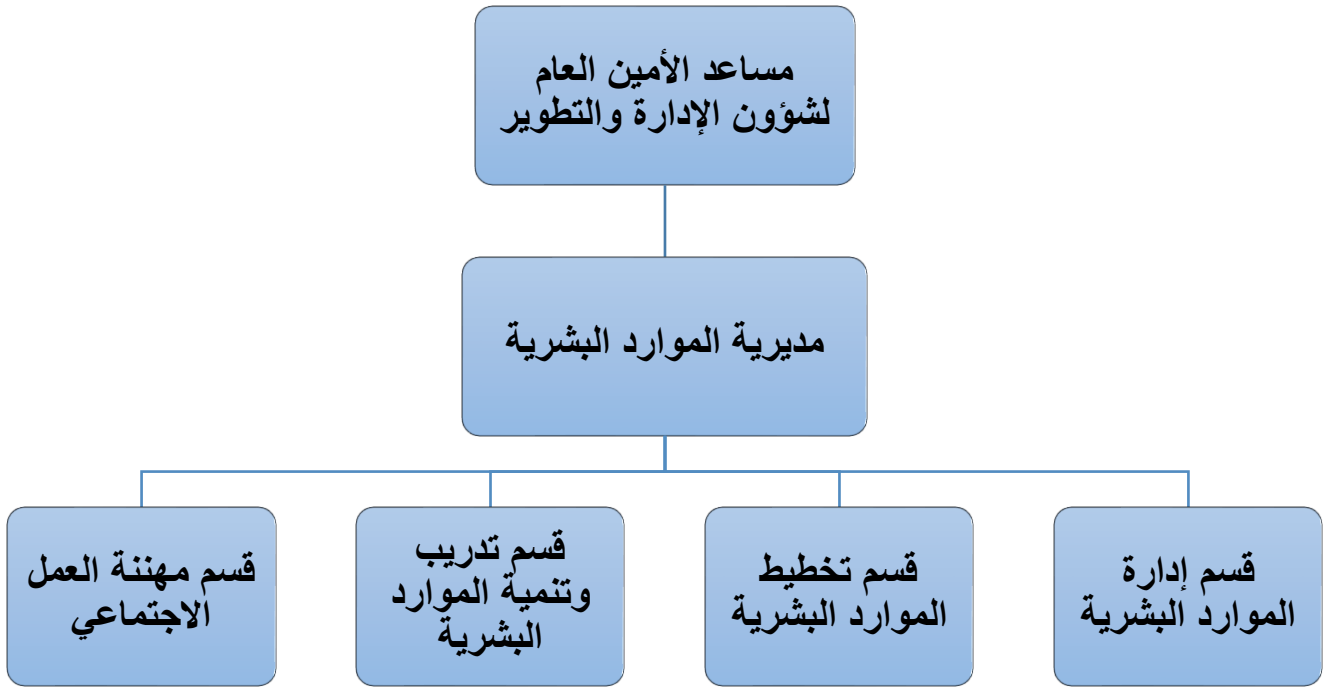 مساعد الأمين العام
لشؤون الإدارة والتطوير
مديرية الموارد البشرية
قسم إدارة
الموارد البشرية
قسم تخطيط
الموارد البشرية
قسم تدريب
وتنمية الموارد
البشرية
قسم مهننة العمل
الاجتماعي